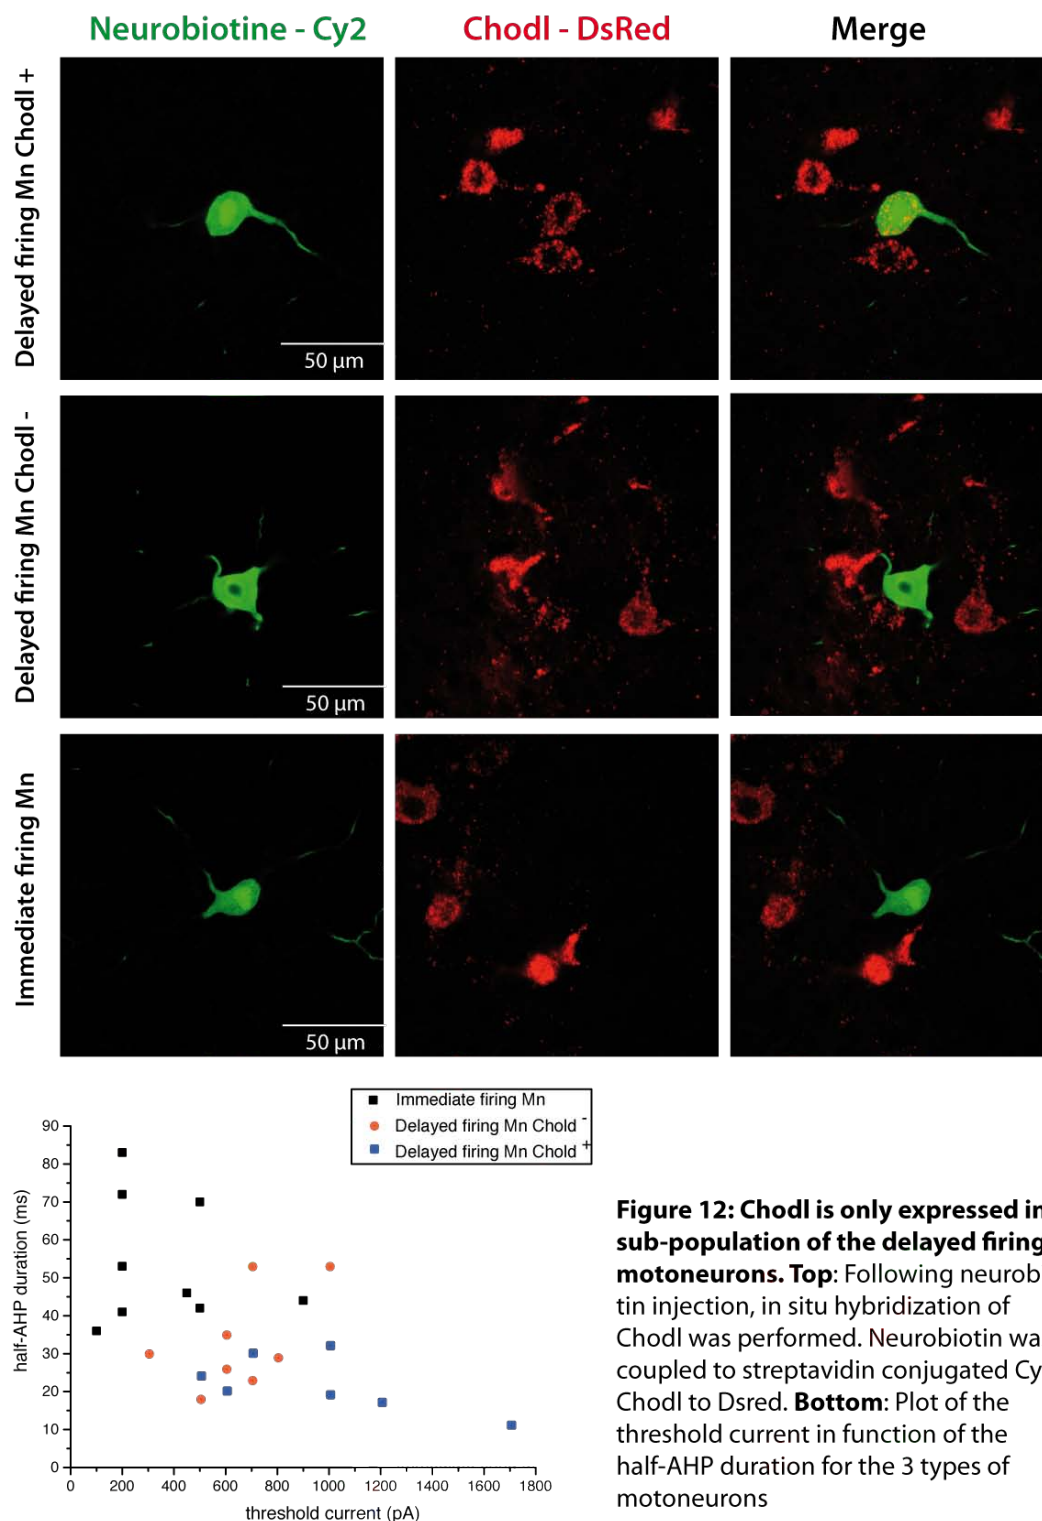 Neurobiotine - Cy2
Chodl - DsRed
Merge
Delayed firing Mn Chodl +
50 µm
Delayed firing Mn Chodl -
50 µm
Immediate firing Mn
50 µm
Immediate firing Mn
Delayed firing Mn Chold -
Delayed firing Mn Chold +
half-AHP duration (ms)
90
80
70
60
50
40
30
20
10
0
0 200 400 600 800 1000 1200 1400 1600 1800
threshold current (pA)
Figure 12: Chodl is only expressed in
sub-population of the delayed firing
motoneurons. Top: Following neurob
tin injection, in situ hybridization of
Chodl was performed. Neurobiotin wa
coupled to streptavidin conjugated Cy
Chodl to Dsred. Bottom: Plot of the
threshold current in function of the
half-AHP duration for the 3 types of
motoneurons